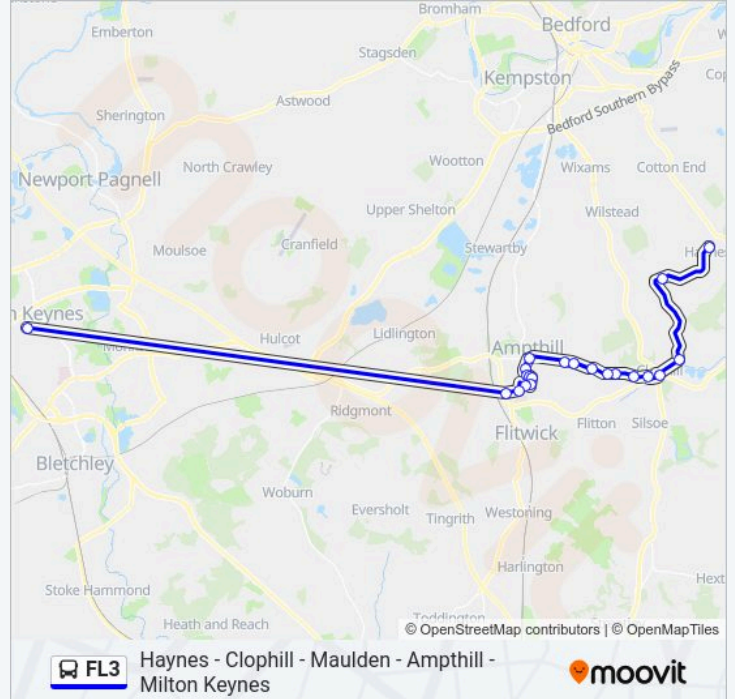 Bromham
Emberton
Bedford
Stagsden
Kempston
Astwood
Sherington
Bedford Southern Bypass
North Crawley
Wootton
Wixams
Cotton End
Newport Pagnell
Upper Shelton
Wilstead
Moulsoe
Cranfield
Stewartby
n Keynes
Hulcot
Lidlington
Ampthill
Ridgmont
Flitwick
Flitton
Silsoe
Bletchley
Woburn
Eversholt
Tingrith
Westoning
Harlington
Stoke Hammond
Hext
Toddington
Heath and Reach
© OpenStreetMap contributors | © OpenMapTiles
FL3
Haynes - Clophill - Maulden - Ampthill -
Milton Keynes
moovit